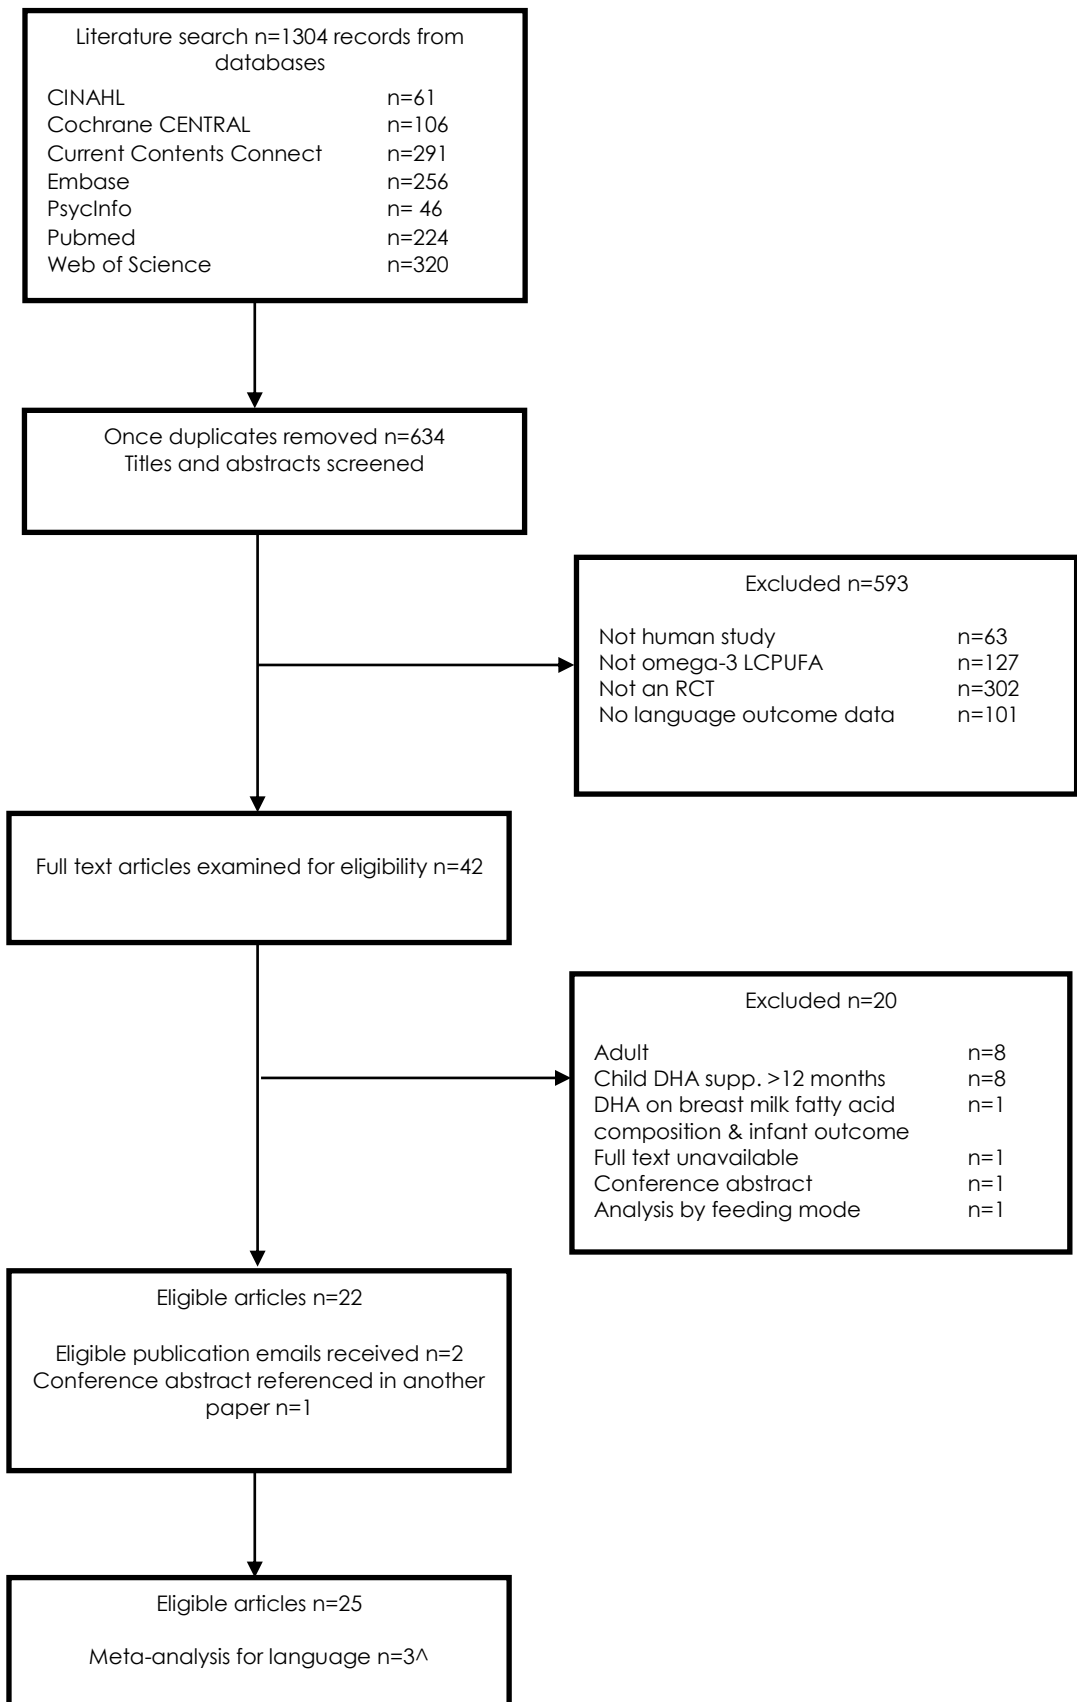 Literature search n=1304 records from
databases
CINAHL n=61
Cochrane CENTRAL n=106
Current Contents Connect n=291
Embase n=256
PsycInfo n= 46
Pubmed n=224
Web of Science n=320
Once duplicates removed n=634
Titles and abstracts screened
Excluded n=593
Not human study n=63
Not omega-3 LCPUFA n=127
Not an RCT n=302
No language outcome data n=101
Full text articles examined for eligibility n=42
Excluded n=20
Adult n=8
Child DHA supp. >12 months n=8
DHA on breast milk fatty acid n=1
composition & infant outcome
Full text unavailable n=1
Conference abstract n=1
Analysis by feeding mode n=1
Eligible articles n=22
Eligible publication emails received n=2
Conference abstract referenced in another
paper n=1
Eligible articles n=25
Meta-analysis for language n=3^